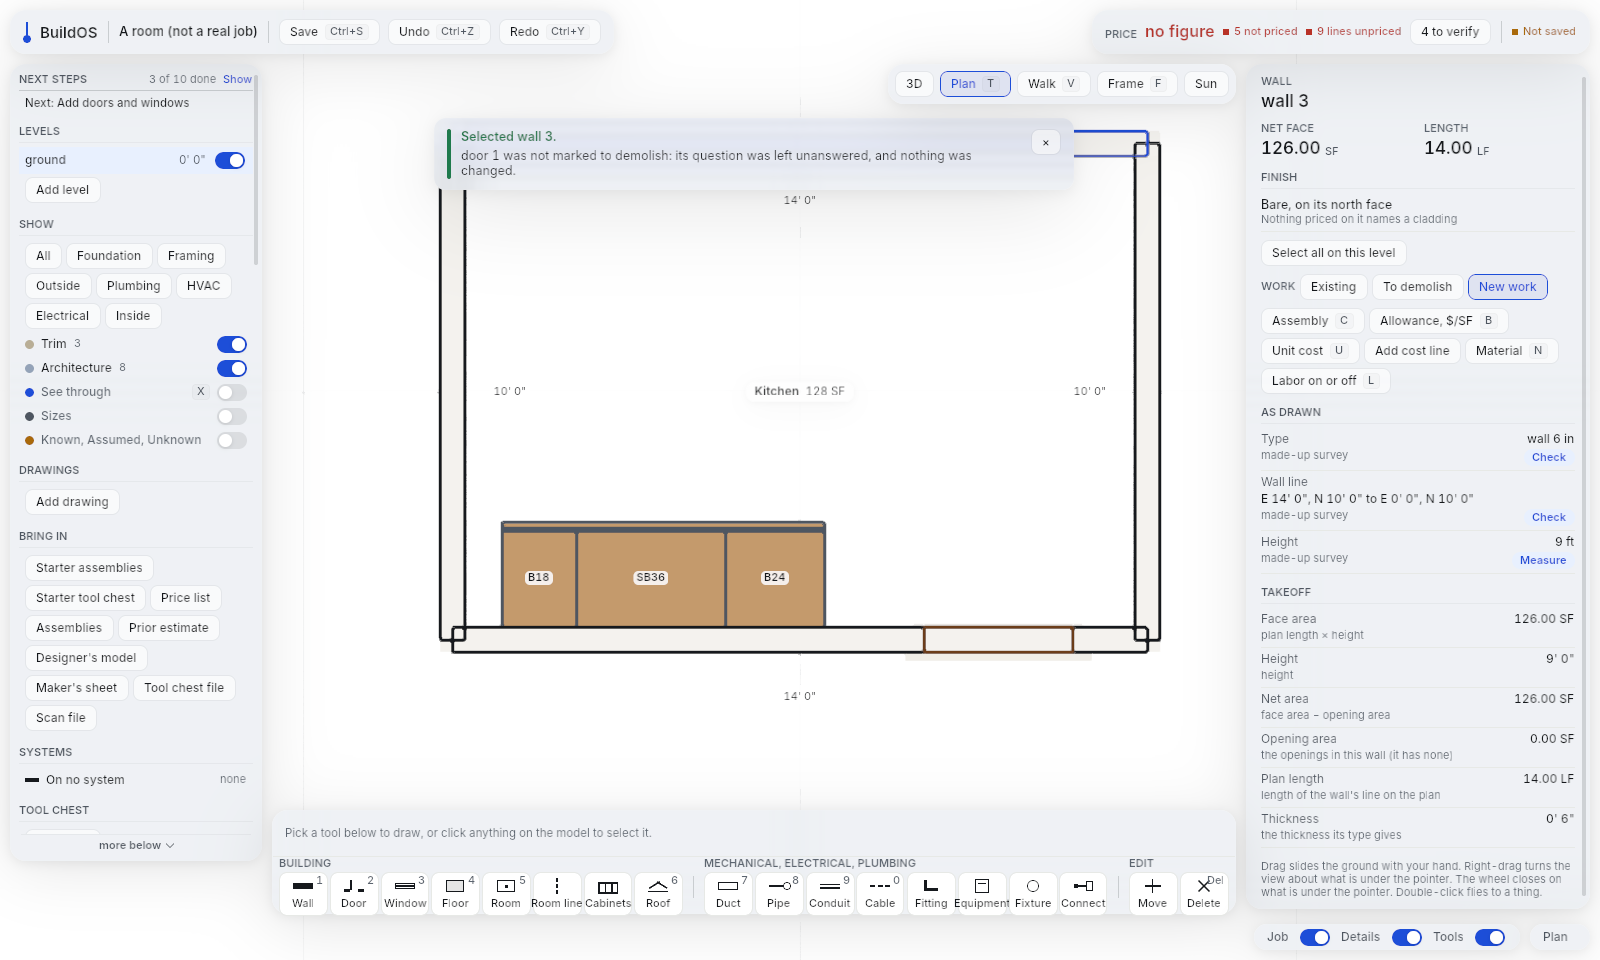 BuildOS
A room (not a real job)
Save Ctrl+S
Undo Ctrl+Z
Redo Ctrl+Y
PRICE no figure
5 not priced
9 lines unpriced
4 to verify
Not saved
NEXT STEPS
3 of 10 done Show
Next: Add doors and windows
LEVELS
ground 0' 0"
Add level
SHOW
All Foundation Framing
Outside Plumbing HVAC
Electrical Inside
Trim 3
Architecture 8
See through X
Sizes
Known, Assumed, Unknown
DRAWINGS
Add drawing
BRING IN
Starter assemblies
Starter tool chest Price list
Assemblies Prior estimate
Designer's model
Maker's sheet Tool chest file
Scan file
SYSTEMS
On no system none
TOOL CHEST
more below
3D
Plan T
Walk V
Frame F
Sun
Selected wall 3.
door 1 was not marked to demolish: its question was left unanswered, and nothing was
changed.
×
14' 0"
10' 0"
Kitchen 128 SF
10' 0"
B18
SB36
B24
14' 0"
Pick a tool below to draw, or click anything on the model to select it.
BUILDING
Wall 1
Door 2
Window 3
Floor 4
Room 5
Room line
Cabinets
Roof 6
MECHANICAL, ELECTRICAL, PLUMBING
Duct 7
Pipe 8
Conduit 9
Cable 0
Fitting
Equipment
Fixture
Connect
EDIT
Move
Delete Del
WALL
wall 3
NET FACE LENGTH
126.00 SF 14.00 LF
FINISH
Bare, on its north face
Nothing priced on it names a cladding
Select all on this level
WORK Existing To demolish New work
Assembly C Allowance, $/SF B
Unit cost U Add cost line Material N
Labor on or off L
AS DRAWN
Type wall 6 in
made-up survey Check
Wall line
E 14' 0", N 10' 0" to E 0' 0", N 10' 0"
made-up survey Check
Height 9 ft
made-up survey Measure
TAKEOFF
Face area 126.00 SF
plan length × height
Height 9' 0"
height
Net area 126.00 SF
face area − opening area
Opening area 0.00 SF
the openings in this wall (it has none)
Plan length 14.00 LF
length of the wall's line on the plan
Thickness 0' 6"
the thickness its type gives
Drag slides the ground with your hand. Right-drag turns the
view about what is under the pointer. The wheel closes on
what is under the pointer. Double-click flies to a thing.
Job Details Tools Plan